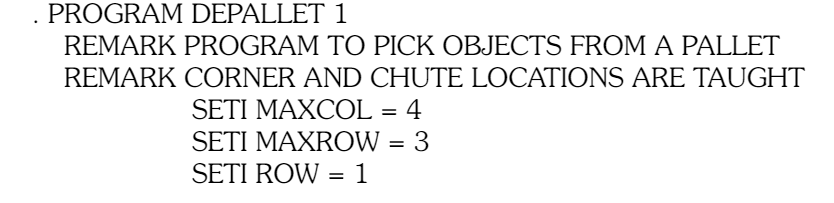 . PROGRAM DEPALLET 1
REMARK PROGRAM TO PICK OBJECTS FROM A PALLET
REMARK CORNER AND CHUTE LOCATIONS ARE TAUGHT
SETI MAXCOL = 4
SETI MAXROW = 3
SETI ROW = 1